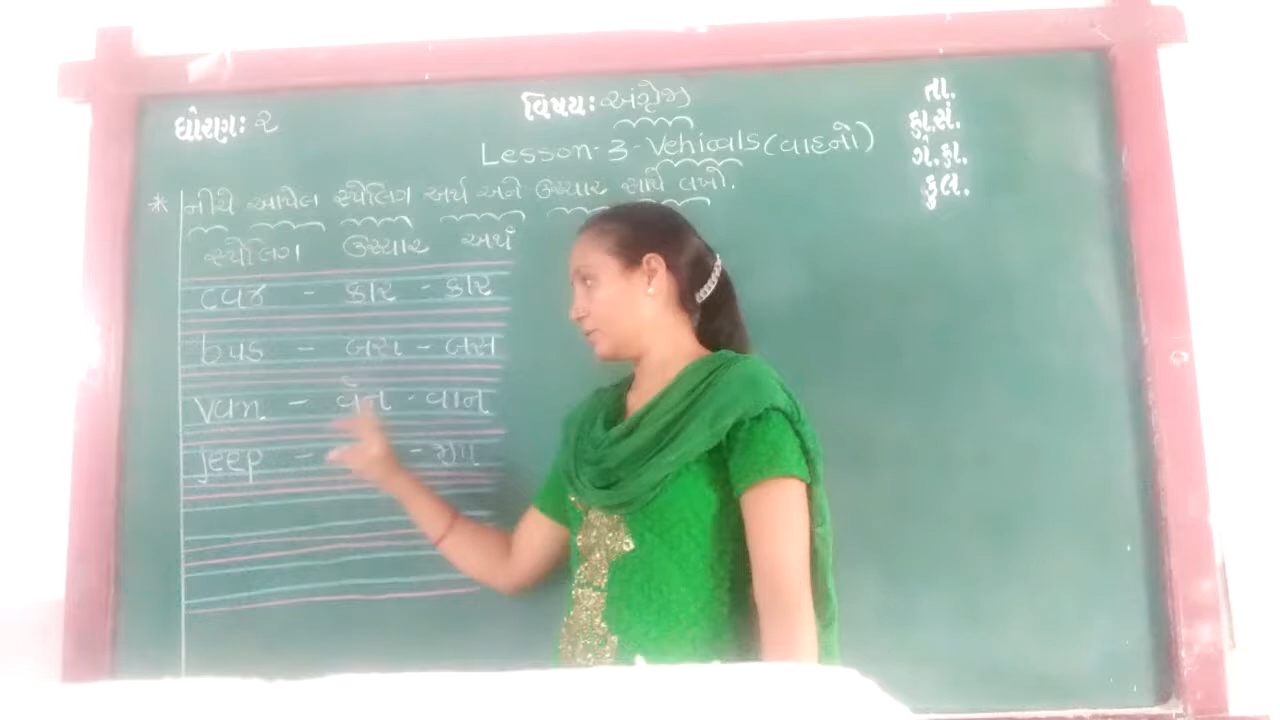 ધોરણઃ ૨
વિષયઃ અંગ્રેજી
Lesson-3-Vehicals(વાહનો)
તા.
હા.સં.
ગે.હા.
કુલ.
* નીચે આપેલ સ્પેલિંગ અર્થ અને ઉચ્ચાર સાથે લખો.
સ્પેલિંગ ઉચ્ચાર અર્થ
car - કાર - કાર
bus - બસ - બસ
van - વૅન - વાન
jeep - - જીપ